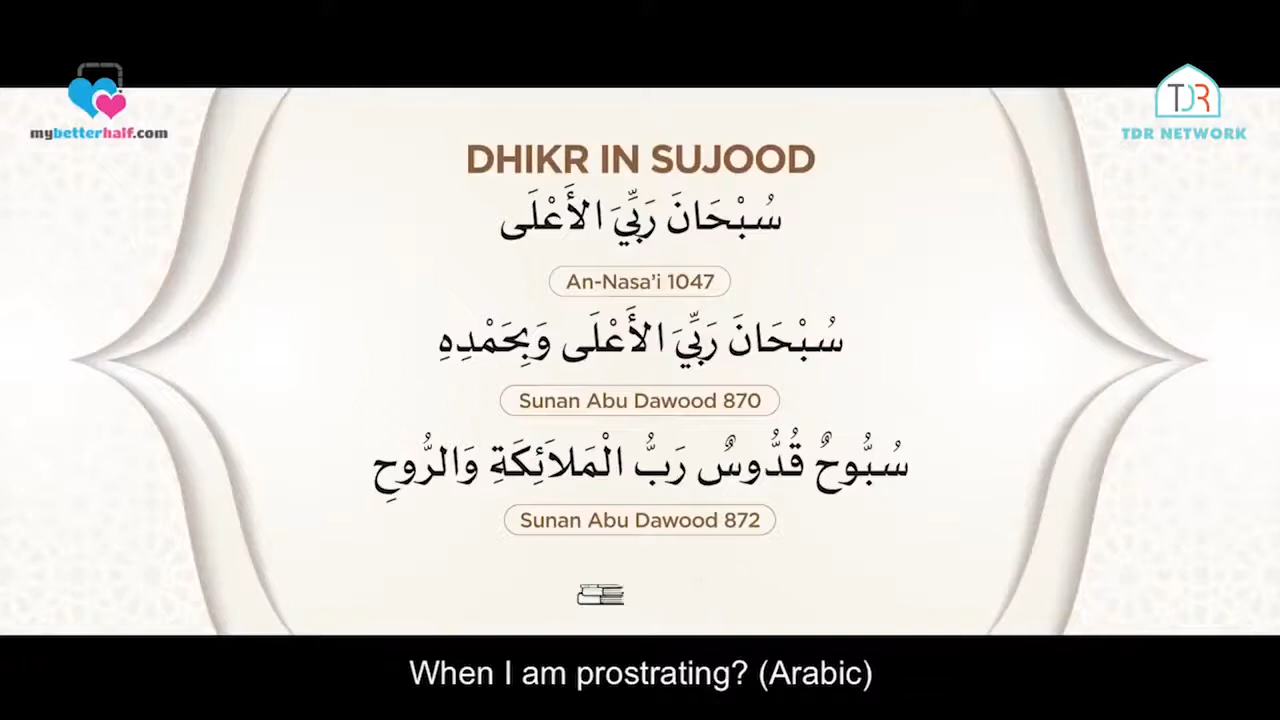 mybetterhalf.com
TDR
TDR NETWORK
DHIKR IN SUJOOD
سُبْحَانَ رَبِّيَ الأَعْلَى
An-Nasa'i 1047
سُبْحَانَ رَبِّيَ الأَعْلَى وَبِحَمْدِهِ
Sunan Abu Dawood 870
سُبُّوحٌ قُدُّوسٌ رَبُّ الْمَلاَئِكَةِ وَالرُّوحِ
Sunan Abu Dawood 872
When I am prostrating? (Arabic)